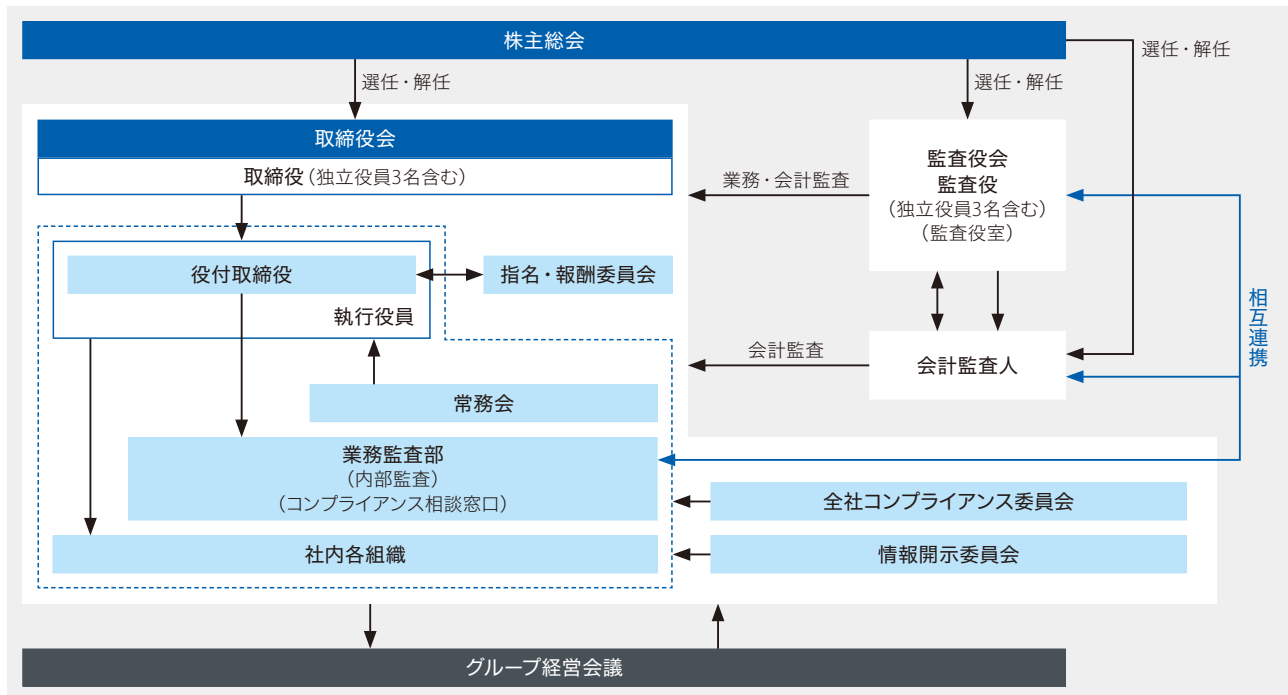 株主総会
選任・解任
選任・解任
選任・解任
取締役会
取締役(独立役員3名含む)
監査役会
監査役
(独立役員3名含む)
(監査役室)
業務・会計監査
役付取締役
指名・報酬委員会
執行役員
相互連携
会計監査
会計監査人
常務会
業務監査部
(内部監査)
(コンプライアンス相談窓口)
全社コンプライアンス委員会
社内各組織
情報開示委員会
グループ経営会議